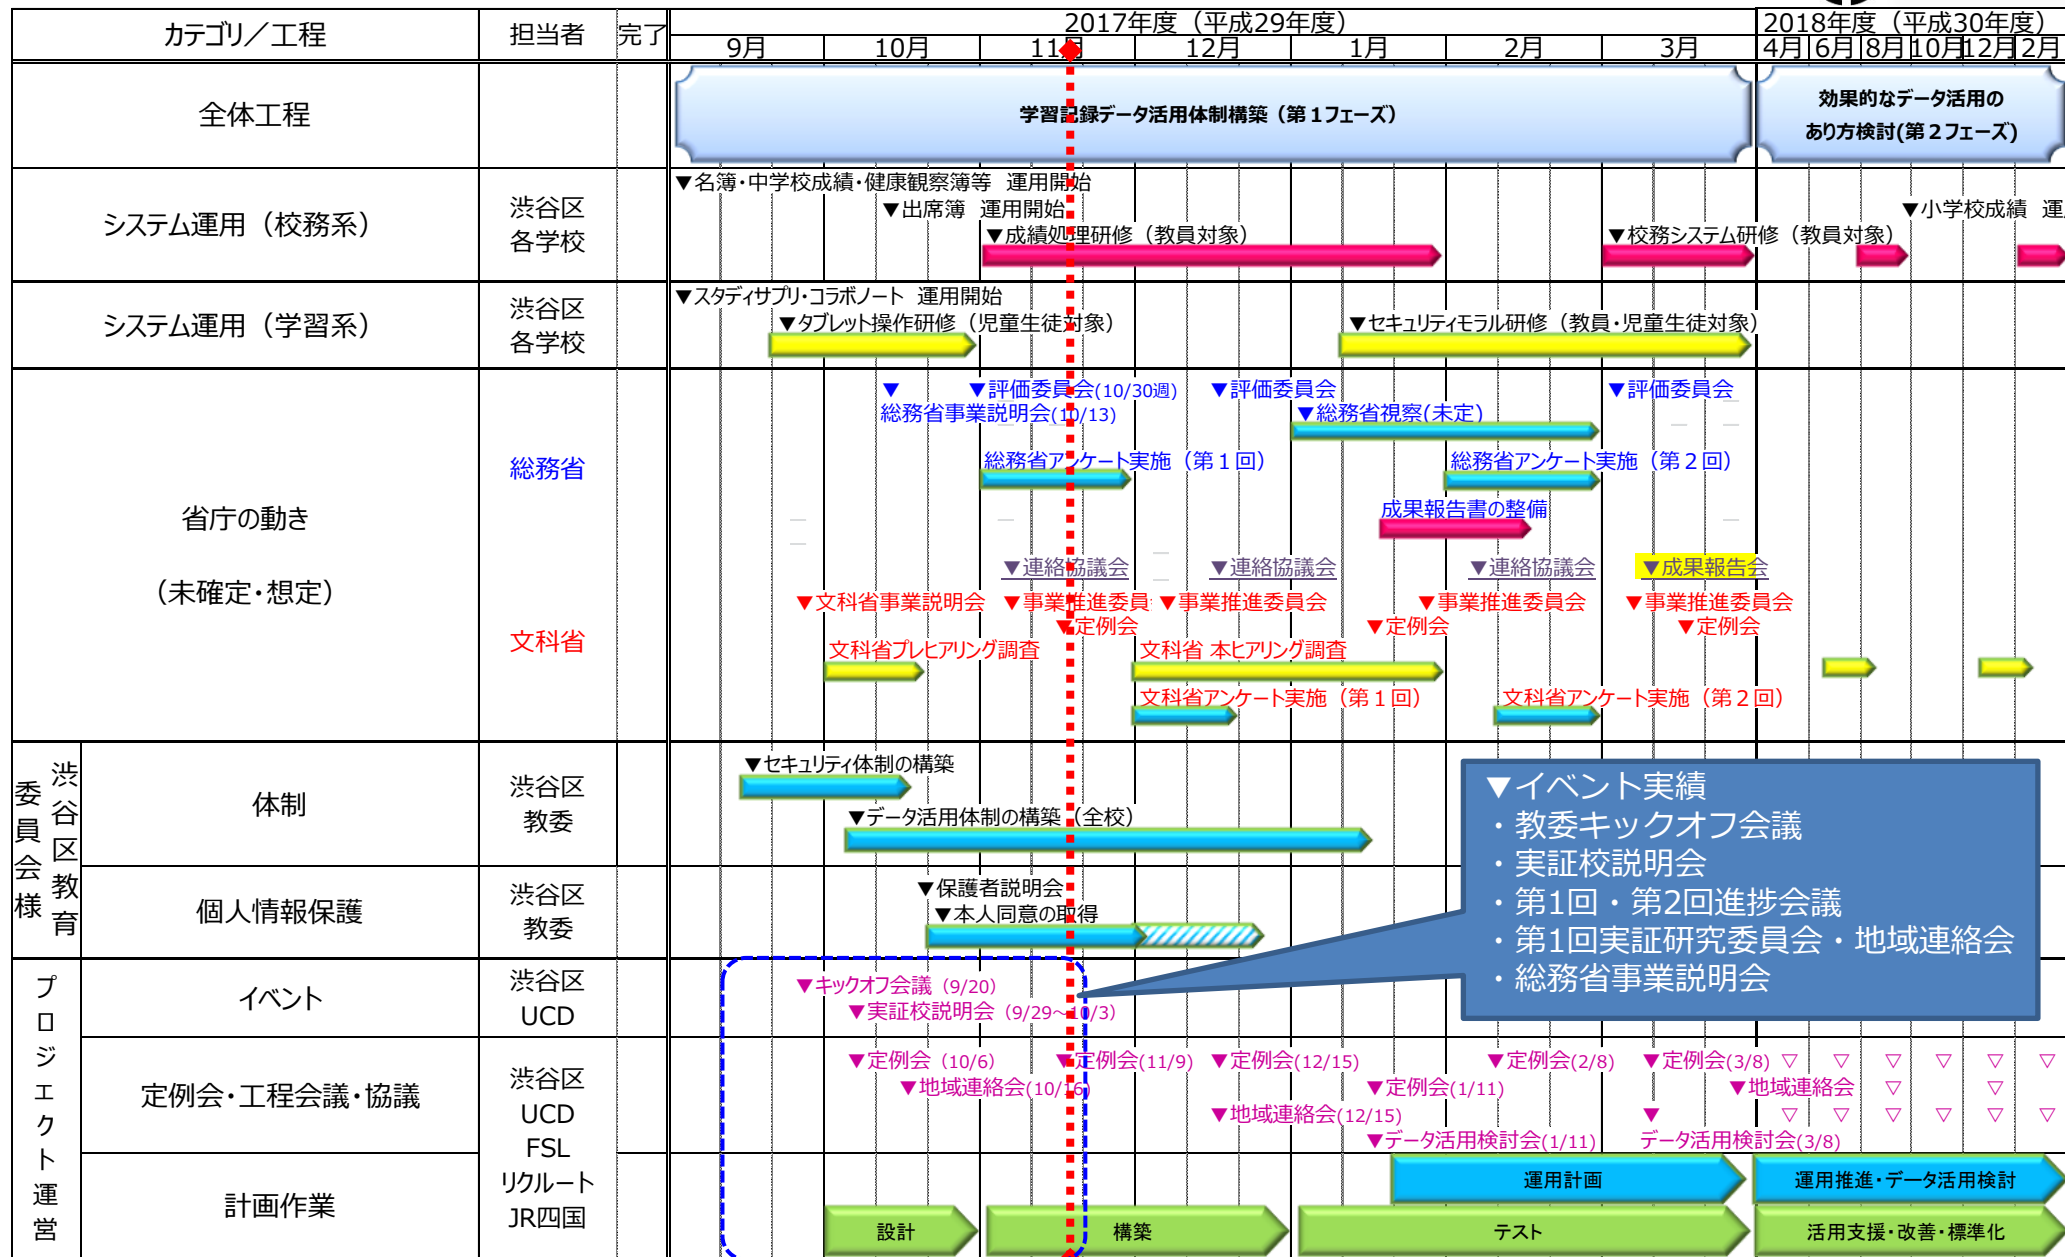 カテゴリ／工程
担当者
完了
2017年度（平成29年度）
2018年度（平成30年度）
9月
10月
11月
12月
1月
2月
3月
4月
6月
8月
10月
12月
2月
全体工程
学習記録データ活用体制構築（第１フェーズ）
効果的なデータ活用の
あり方検討(第２フェーズ)
システム運用（校務系）
渋谷区
各学校
▼名簿・中学校成績・健康観察簿等　運用開始
▼出席簿　運用開始
▼小学校成績　運
▼成績処理研修（教員対象）
▼校務システム研修（教員対象）
システム運用（学習系）
渋谷区
各学校
▼スタディサプリ・コラボノート　運用開始
▼タブレット操作研修（児童生徒対象）
▼セキュリティモラル研修（教員・児童生徒対象）
省庁の動き
（未確定・想定）
総務省
▼
▼評価委員会(10/30週)
▼評価委員会
▼評価委員会
総務省事業説明会(10/13)
▼総務省視察(未定)
総務省アンケート実施（第１回）
総務省アンケート実施（第２回）
成果報告書の整備
▼連絡協議会
▼連絡協議会
▼連絡協議会
▼成果報告会
文科省
▼文科省事業説明会
▼事業推進委員
▼事業推進委員会
▼事業推進委員会
▼事業推進委員会
▼定例会
▼定例会
▼定例会
文科省プレヒアリング調査
文科省 本ヒアリング調査
文科省アンケート実施（第１回）
文科省アンケート実施（第２回）
渋谷区教育
委員会様
体制
渋谷区
教委
▼セキュリティ体制の構築
▼データ活用体制の構築（全校）
個人情報保護
渋谷区
教委
▼保護者説明会
▼本人同意の取得
▼イベント実績
・教委キックオフ会議
・実証校説明会
・第1回・第2回進捗会議
・第1回実証研究委員会・地域連絡会
・総務省事業説明会
プロジェクト運営
イベント
渋谷区
UCD
▼キックオフ会議（9/20）
▼実証校説明会（9/29～10/3）
定例会・工程会議・協議
渋谷区
UCD
FSL
リクルート
JR四国
▼定例会（10/6）
▼定例会(11/9)
▼定例会(12/15)
▼定例会(2/8)
▼定例会(3/8)
▽ ▽ ▽ ▽ ▽ ▽
▼地域連絡会(10/16)
▼定例会(1/11)
▼地域連絡会
▽ ▽
▼地域連絡会(12/15)
▼
▽ ▽ ▽ ▽ ▽ ▽
▼データ活用検討会(1/11)
データ活用検討会(3/8)
計画作業
運用計画
運用推進・データ活用検討
設計
構築
テスト
活用支援・改善・標準化